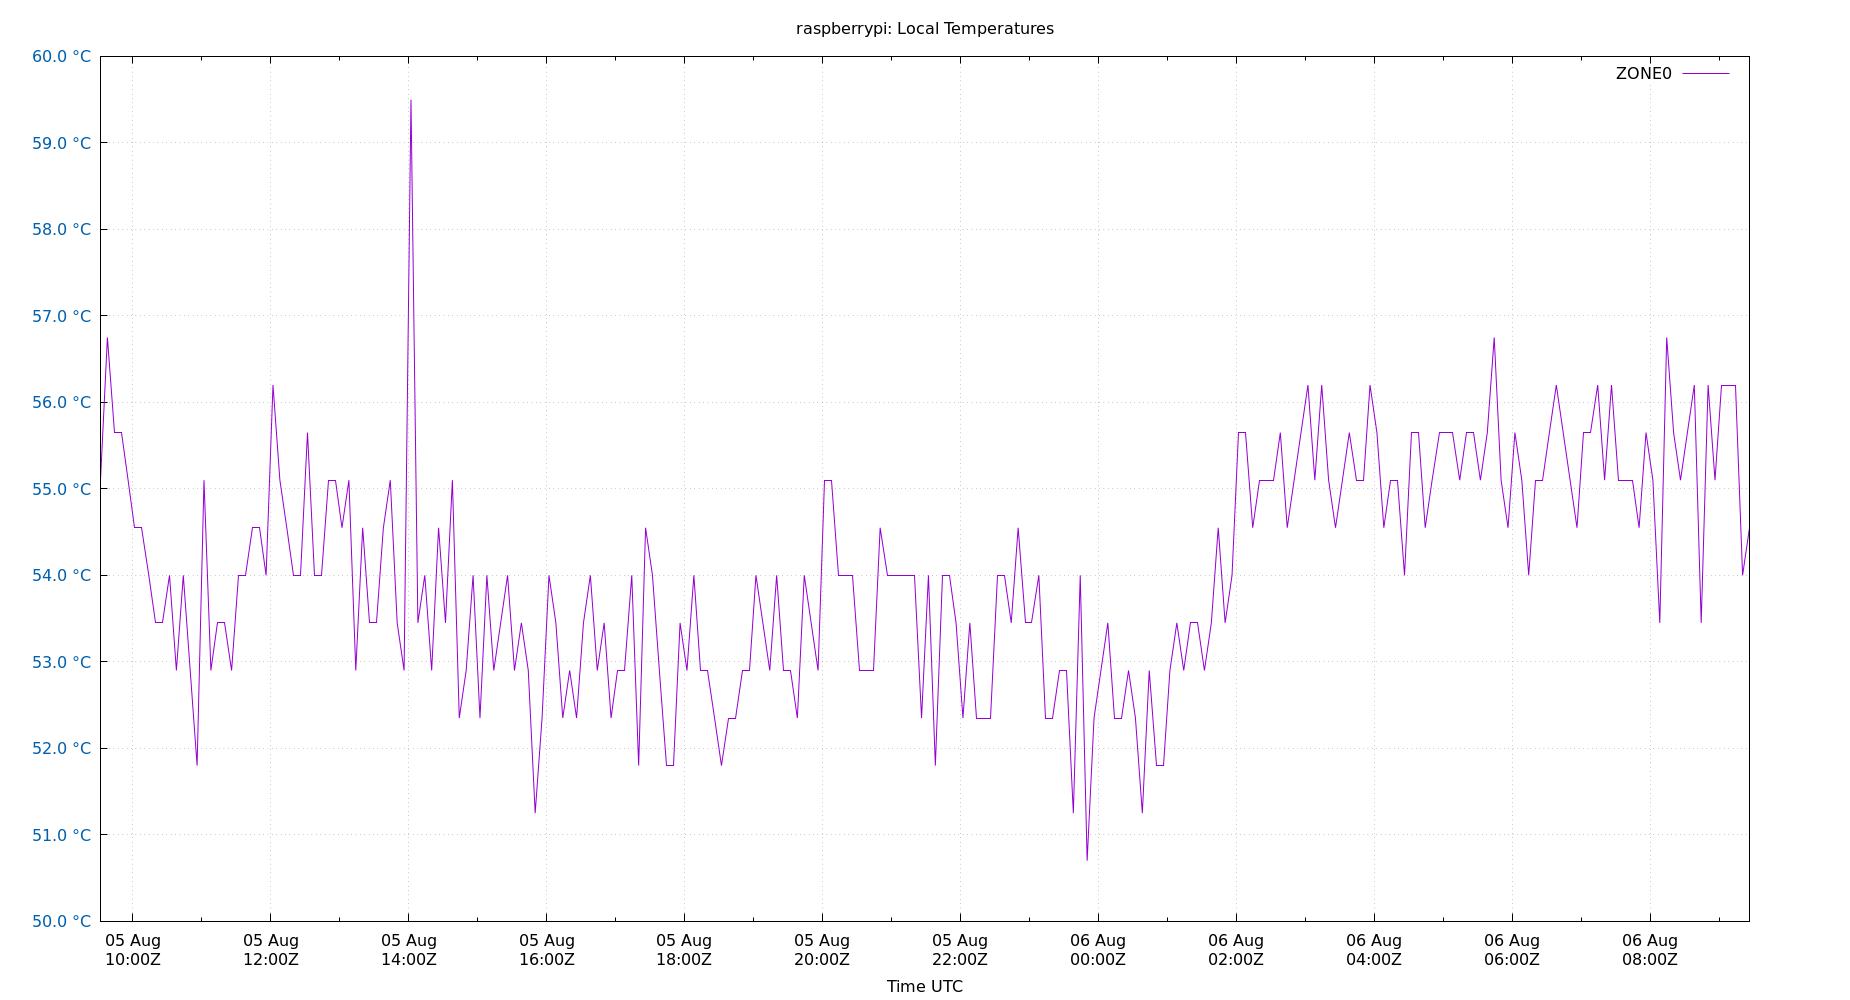 raspberrypi: Local Temperatures
60.0 °C
ZONE0
59.0 °C
58.0 °C
57.0 °C
56.0 °C
55.0 °C
54.0 °C
53.0 °C
52.0 °C
51.0 °C
50.0 °C
05 Aug 05 Aug 05 Aug 05 Aug 05 Aug 05 Aug 05 Aug 06 Aug 06 Aug 06 Aug 06 Aug 06 Aug
10:00Z 12:00Z 14:00Z 16:00Z 18:00Z 20:00Z 22:00Z 00:00Z 02:00Z 04:00Z 06:00Z 08:00Z
Time UTC